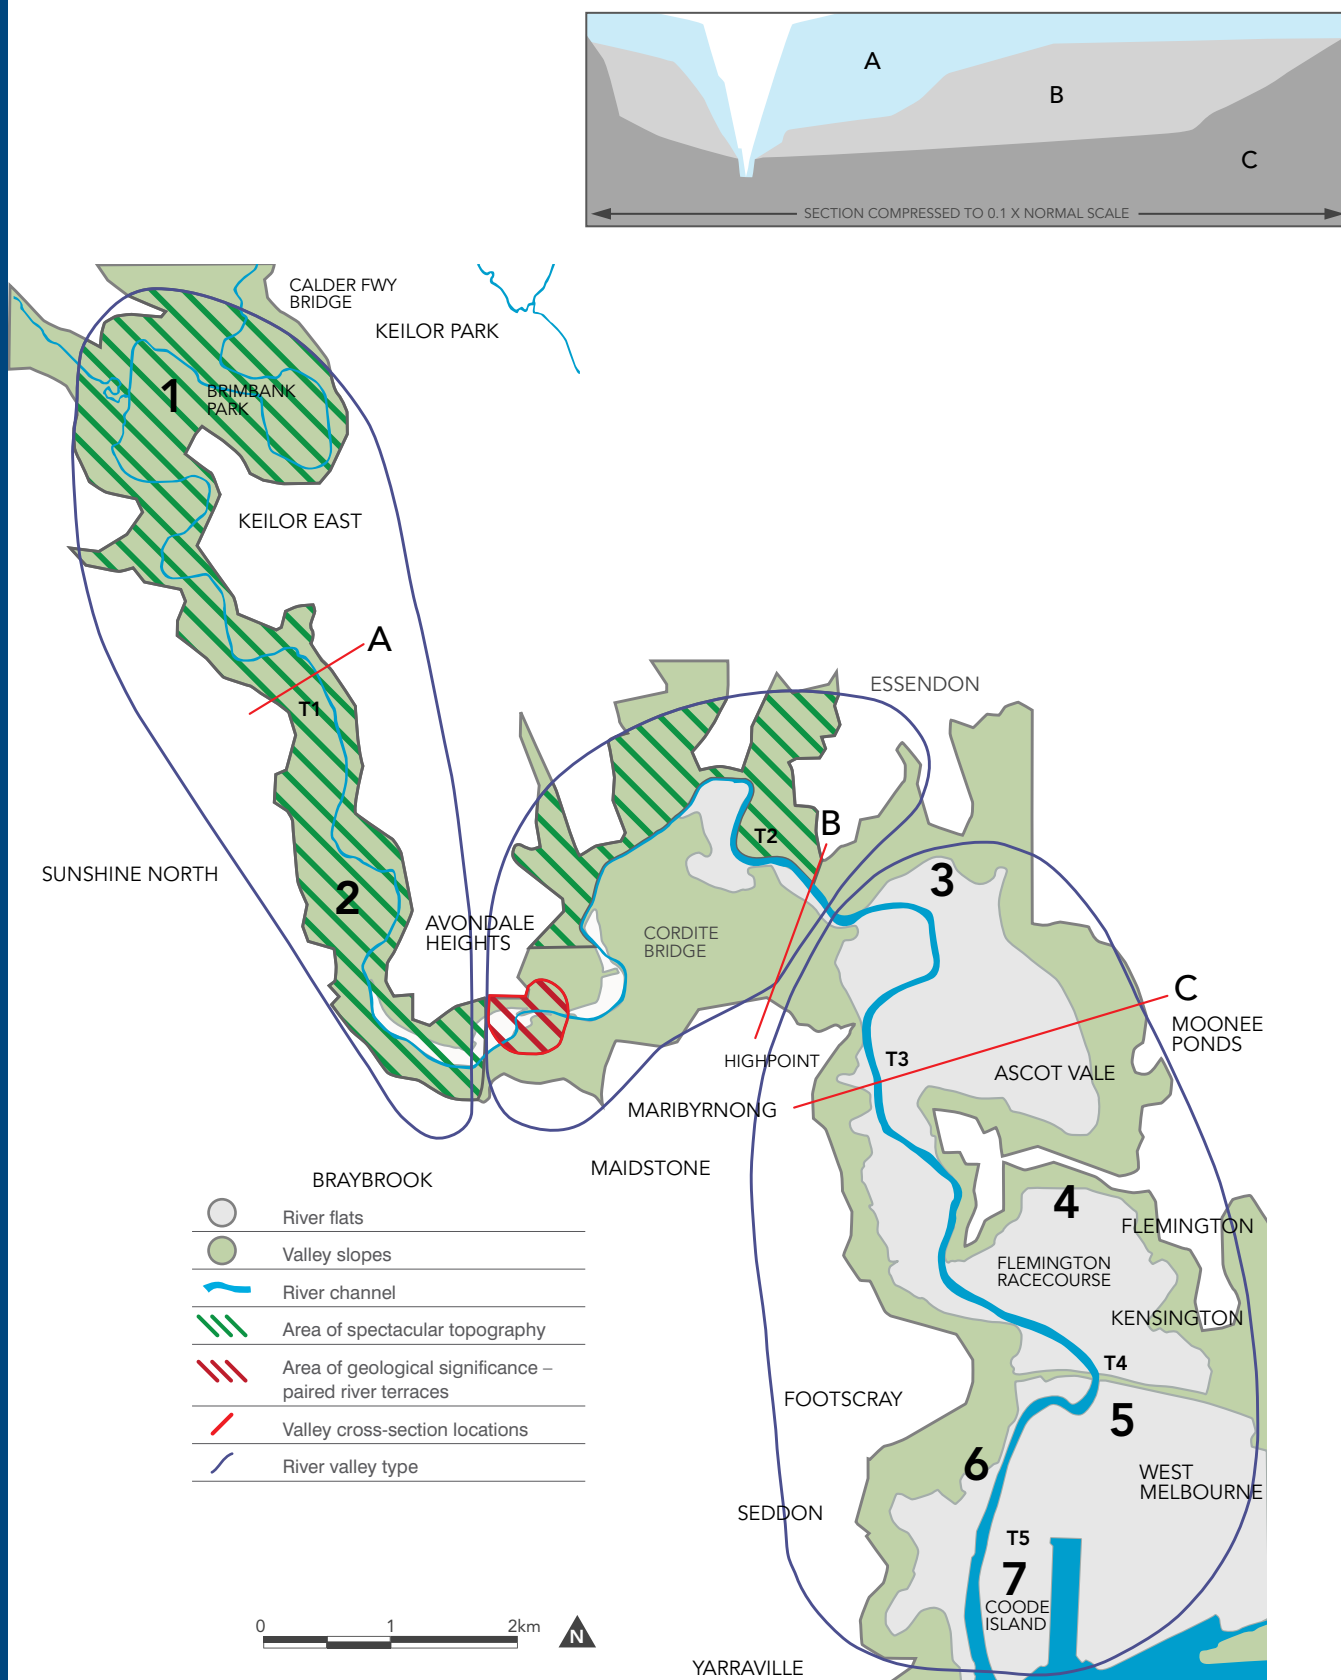 A
B
C
SECTION COMPRESSED TO 0.1 X NORMAL SCALE
CALDER FWY
BRIDGE
KEILOR PARK
1
BRIMBANK
PARK
KEILOR EAST
A
T1
ESSENDON
B
T2
SUNSHINE NORTH
2
3
AVONDALE
HEIGHTS
CORDITE
BRIDGE
C
MOONEE
PONDS
HIGHPOINT
T3
ASCOT VALE
MARIBYRNONG
MAIDSTONE
BRAYBROOK
4
FLEMINGTON
FLEMINGTON
RACECOURSE
KENSINGTON
T4
FOOTSCRAY
5
6
WEST
MELBOURNE
SEDDON
T5
7
COODE
ISLAND
YARRAVILLE
River flats
Valley slopes
River channel
Area of spectacular topography
Area of geological significance –
paired river terraces
Valley cross-section locations
River valley type
0 1 2km
N